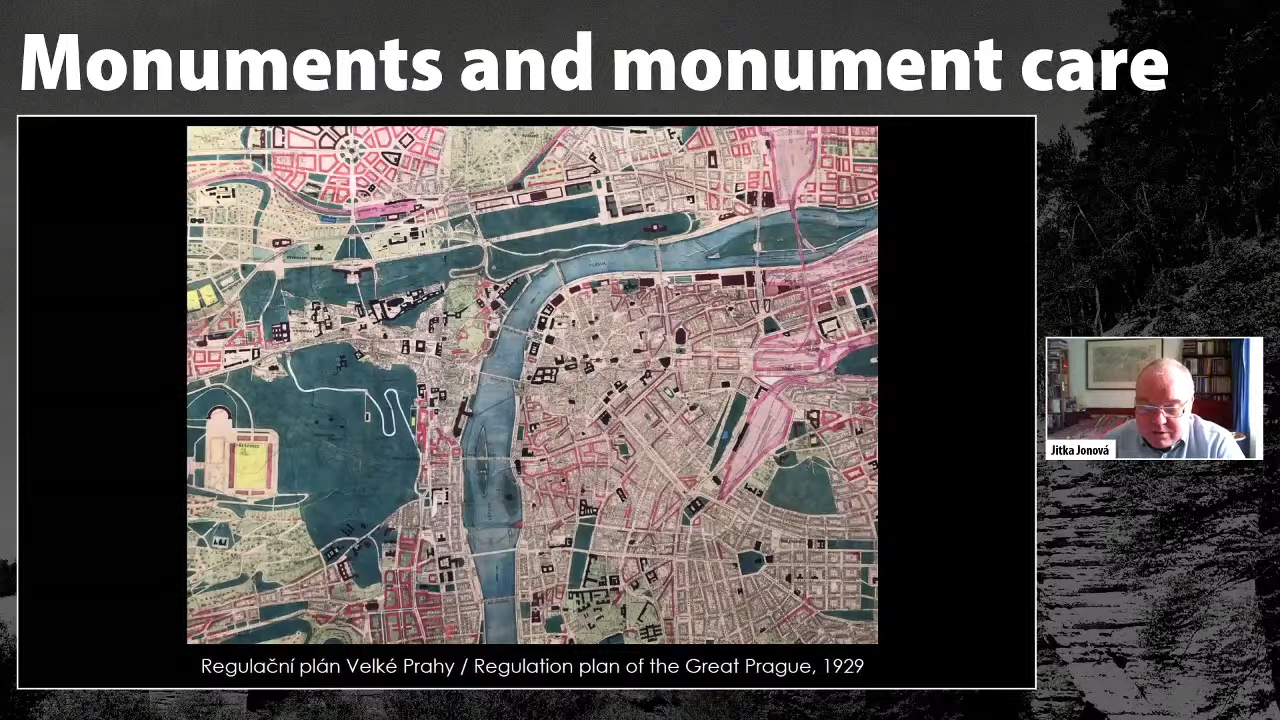 Monuments and monument care
Jitka Jonová
Regulační plán Velké Prahy / Regulation plan of the Great Prague, 1929